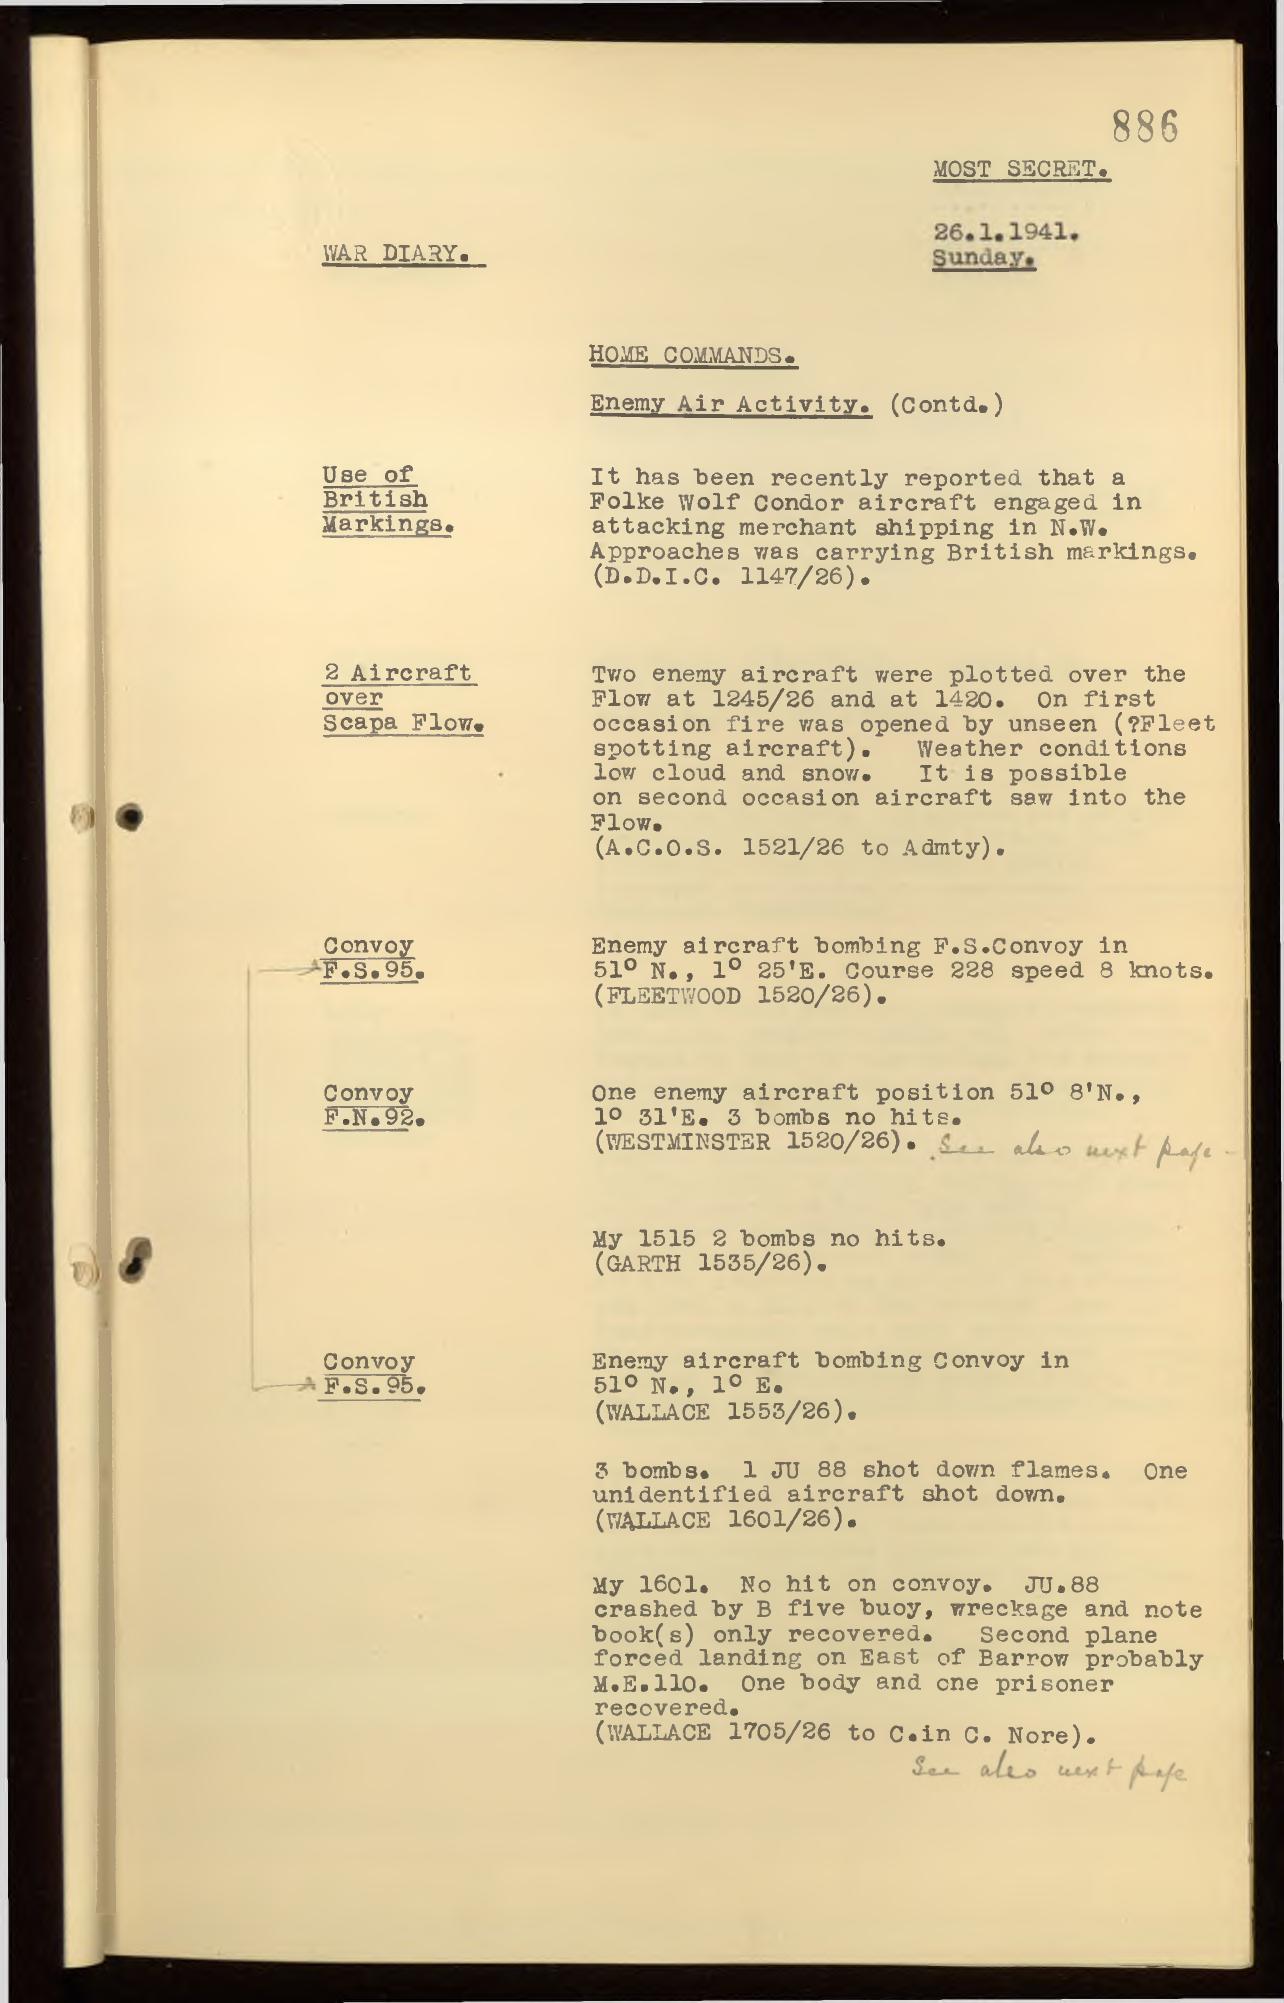 886
MOST SECRET.
26.1.1941.
Sunday.
WAR DIARY.
HOME COMMANDS.
Enemy Air Activity. (Contd.)
Use of
British
Markings.
It has been recently reported that a
Folke Wolf Condor aircraft engaged in
attacking merchant shipping in N.W.
Approaches was carrying British markings.
(D.D.I.C. 1147/26).
2 Aircraft
over
Scapa Flow.
Two enemy aircraft were plotted over the
Flow at 1245/26 and at 1420. On first
occasion fire was opened by unseen (?Fleet
spotting aircraft). Weather conditions
low cloud and snow. It is possible
on second occasion aircraft saw into the
Flow.
(A.C.O.S. 1521/26 to Admty).
Convoy
F.S.95.
Enemy aircraft bombing F.S.Convoy in
51° N., 1° 25'E. Course 228 speed 8 knots.
(FLEETWOOD 1520/26).
Convoy
F.N.92.
One enemy aircraft position 51° 8'N.,
1° 31'E. 3 bombs no hits.
(WESTMINSTER 1520/26). See also next page -
My 1515 2 bombs no hits.
(GARTH 1535/26).
Convoy
F.S.95.
Enemy aircraft bombing Convoy in
51° N., 1° E.
(WALLACE 1553/26).
3 bombs. 1 JU 88 shot down flames. One
unidentified aircraft shot down.
(WALLACE 1601/26).
My 1601. No hit on convoy. JU.88
crashed by B five buoy, wreckage and note
book(s) only recovered. Second plane
forced landing on East of Barrow probably
M.E.110. One body and one prisoner
recovered.
(WALLACE 1705/26 to C.in C. Nore).
See also next page